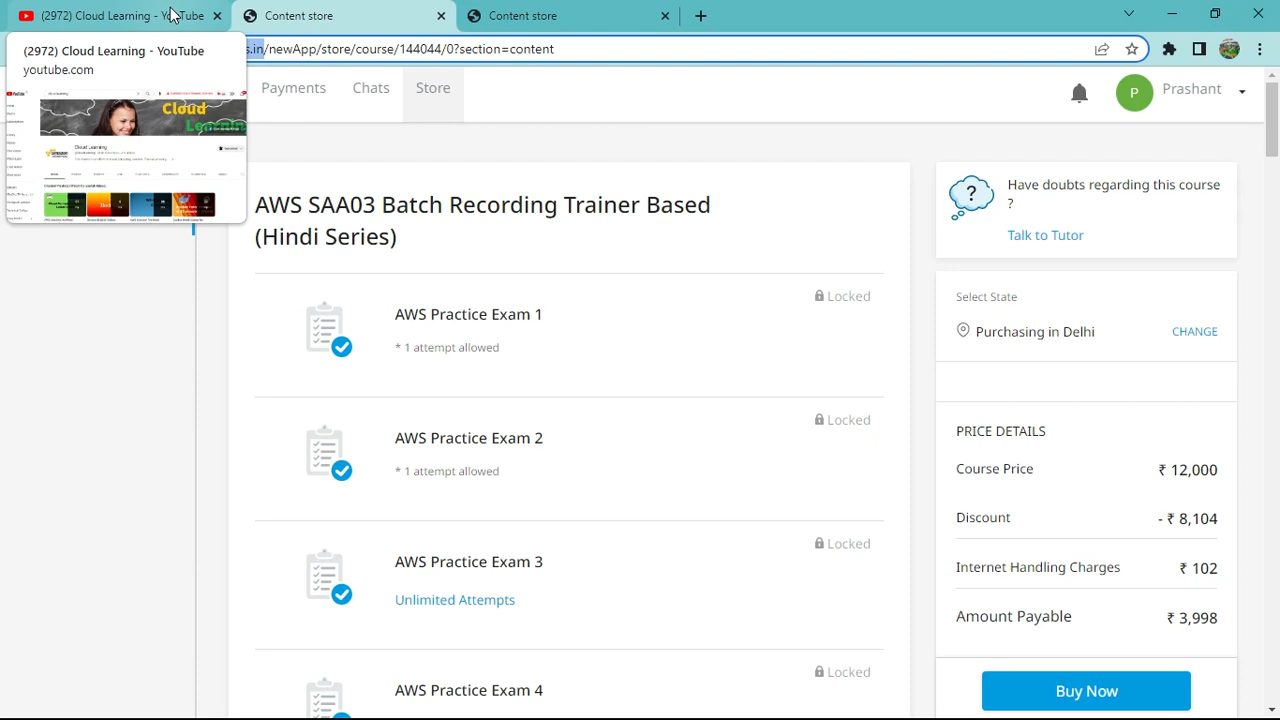 (2972) Cloud Learning - YouTube
Content store
Content store
s.in/newApp/store/course/144044/0?section=content
(2972) Cloud Learning - YouTube
youtube.com
Cloud
Cloud Learning
Payments
Chats
Store
P
Prashant
AWS SAA03 Batch Recording Trainer Based
(Hindi Series)
AWS Practice Exam 1
Locked
* 1 attempt allowed
AWS Practice Exam 2
Locked
* 1 attempt allowed
AWS Practice Exam 3
Locked
Unlimited Attempts
AWS Practice Exam 4
Locked
?
Have doubts regarding this course
?
Talk to Tutor
Select State
Purchasing in Delhi
CHANGE
PRICE DETAILS
Course Price
₹ 12,000
Discount
- ₹ 8,104
Internet Handling Charges
₹ 102
Amount Payable
₹ 3,998
Buy Now